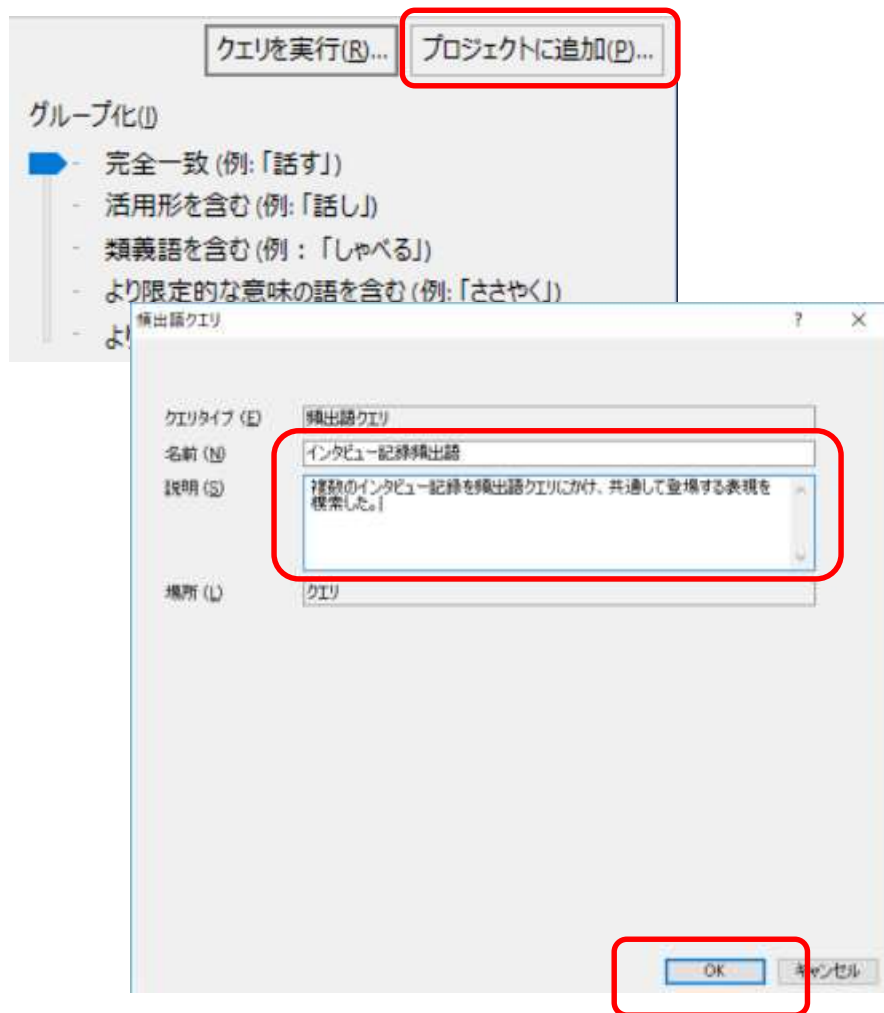 クエリを実行(R)... プロジェクトに追加(P)...
グループ化(I)
完全一致 (例:「話す」)
活用形を含む (例:「話し」)
類義語を含む (例 : 「しゃべる」)
より限定的な意味の語を含む (例:「ささやく」)
よ
頻出語クエリ ? ×
クエリタイプ (E) 頻出語クエリ
名前 (N) インタビュー記録頻出語
説明 (S) 複数のインタビュー記録を頻出語クエリにかけ、共通して登場する表現を
模索した。
場所 (L) クエリ
OK キャンセル